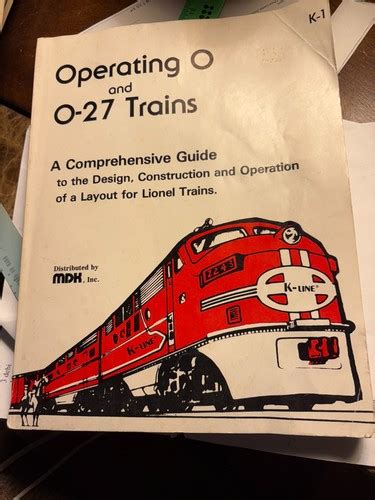 K-1
Operating O
and
O-27 Trains
A Comprehensive Guide
to the Design, Construction and Operation
of a Layout for Lionel Trains.
Distributed by
MDK, Inc.
K-LINE®
K-LINE